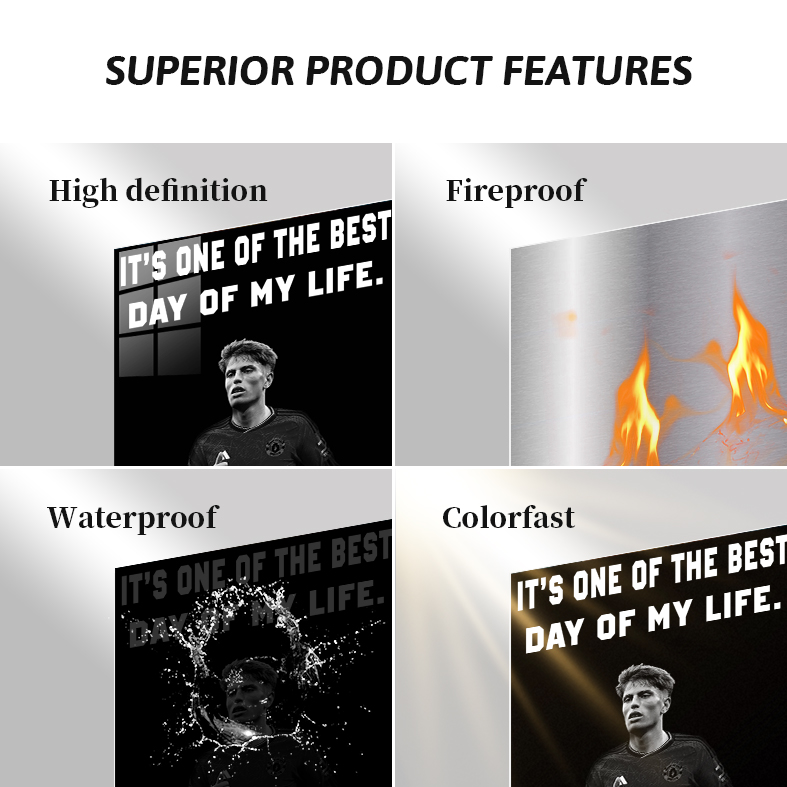 SUPERIOR PRODUCT FEATURES
High definition
IT'S ONE OF THE BEST
DAY OF MY LIFE.
Fireproof
Waterproof
IT'S ONE OF THE BEST
DAY OF MY LIFE.
Colorfast
IT'S ONE OF THE BEST
DAY OF MY LIFE.